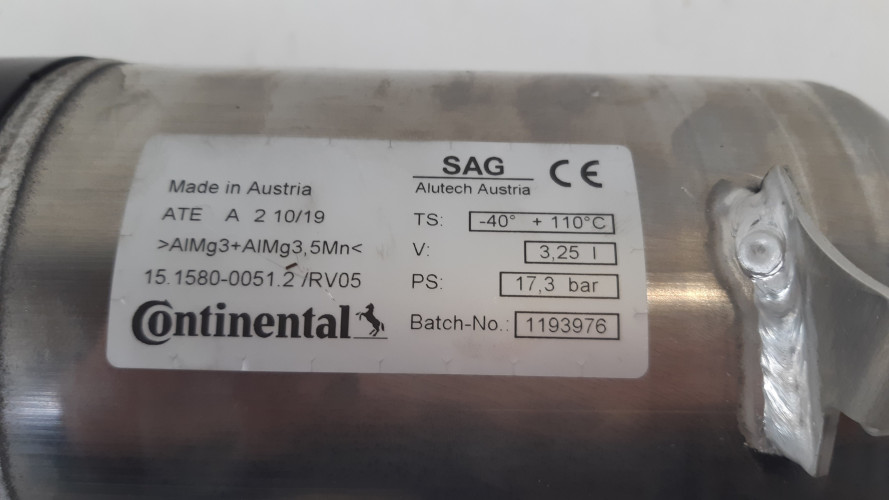 Made in Austria
ATE A 2 10/19
>AlMg3+AlMg3,5Mn<
15.1580-0051.2 /RV05
Continental
SAG
Alutech Austria
CE
TS: -40° + 110°C
V: 3,25 l
PS: 17,3 bar
Batch-No.: 1193976